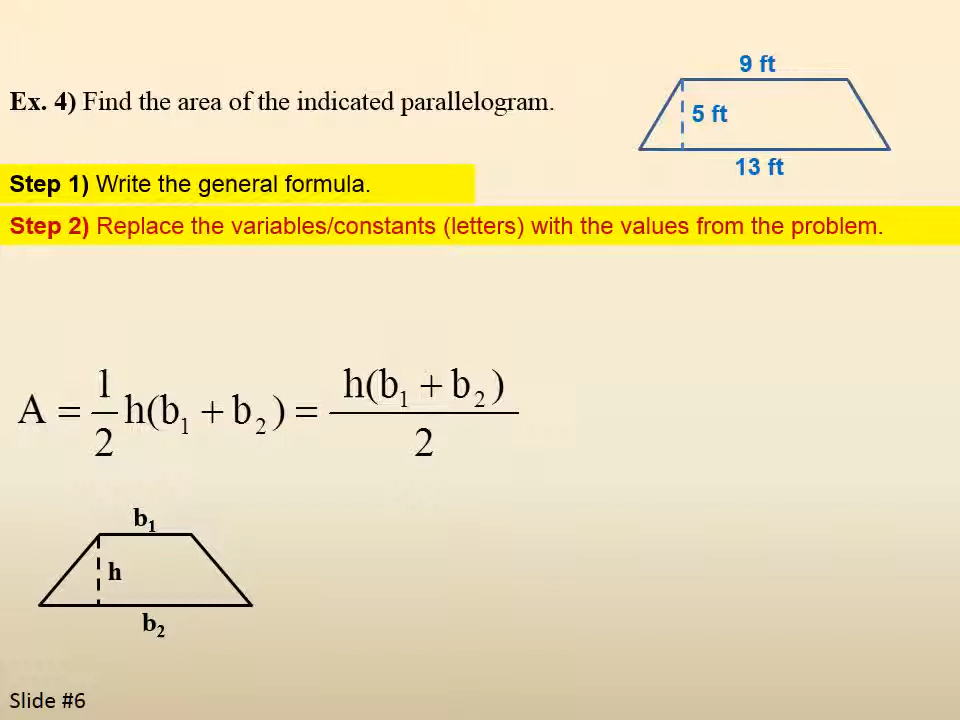 9 ft
Ex. 4) Find the area of the indicated parallelogram.
5 ft
13 ft
Step 1) Write the general formula.
Step 2) Replace the variables/constants (letters) with the values from the problem.
A = 1/2 h(b₁ + b₂) = h(b₁ + b₂)/2
b₁
h
b₂
Slide #6